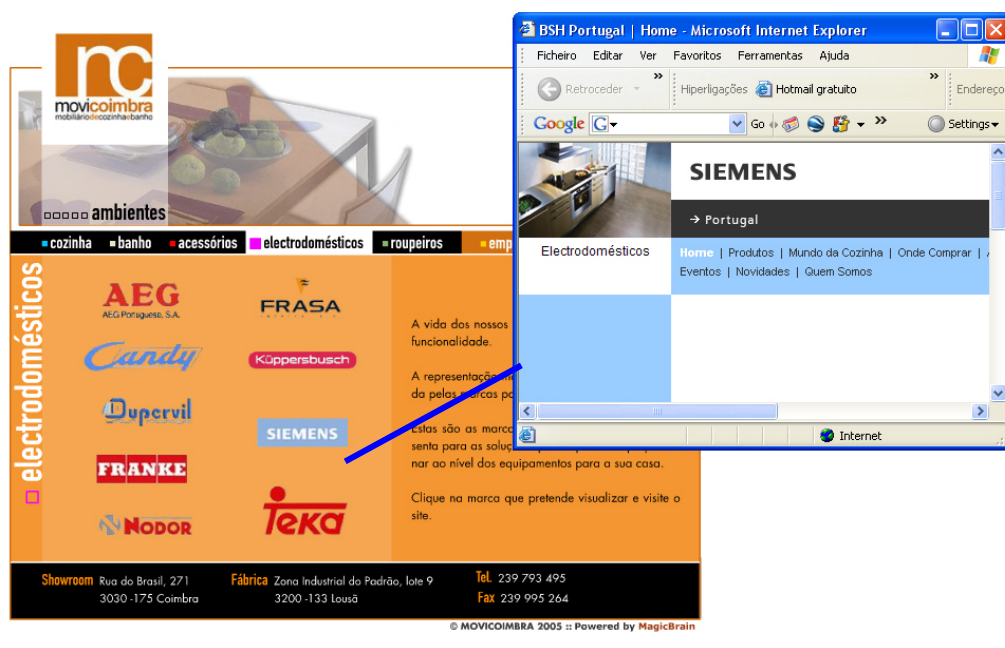 movicoimbra
mobiliáriodecozinhaebanho
ambientes
cozinha
banho
acessórios
electrodomésticos
roupeiros
emp
electrodomésticos
AEG
AEG Portuguesa, S.A.
FRASA
Candy
Küppersbusch
Dupervil
SIEMENS
FRANKE
NODOR
Teka
A vida dos nossos
funcionalidade.
A representação
da pelas marcas
Estas são as marca
senta para as
nar ao nível dos equipamentos para a sua casa.
Clique na marca que pretende visualizar e visite o
site.
Showroom Rua do Brasil, 271
3030 -175 Coimbra
Fábrica Zona Industrial do Padrão, lote 9
3200 -133 Lousã
Tel. 239 793 495
Fax 239 995 264
© MOVICOIMBRA 2005 :: Powered by MagicBrain
BSH Portugal | Home - Microsoft Internet Explorer
Ficheiro Editar Ver Favoritos Ferramentas Ajuda
Retroceder » Hiperligações Hotmail gratuito » Endereço
Google G Go » Settings
SIEMENS
→ Portugal
Electrodomésticos
Home | Produtos | Mundo da Cozinha | Onde Comprar |
Eventos | Novidades | Quem Somos
Internet